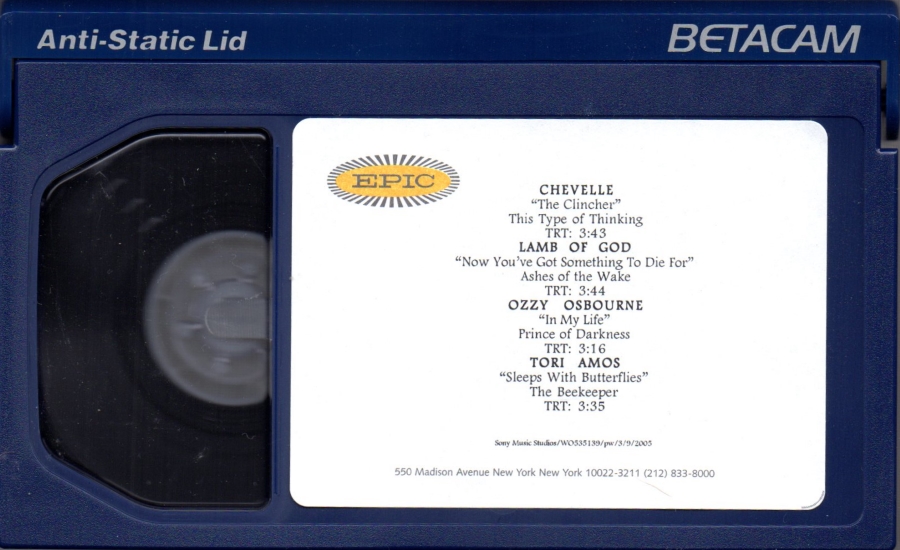 Anti-Static Lid
BETACAM
EPIC
CHEVELLE
“The Clincher”
This Type of Thinking
TRT: 3:43
LAMB OF GOD
“Now You’ve Got Something To Die For”
Ashes of the Wake
TRT: 3:44
OZZY OSBOURNE
“In My Life”
Prince of Darkness
TRT: 3:16
TORI AMOS
“Sleeps With Butterflies”
The Beekeeper
TRT: 3:35
Sony Music Studios/WO535139/pw/3/9/2005
550 Madison Avenue New York New York 10022-3211 (212) 833-8000